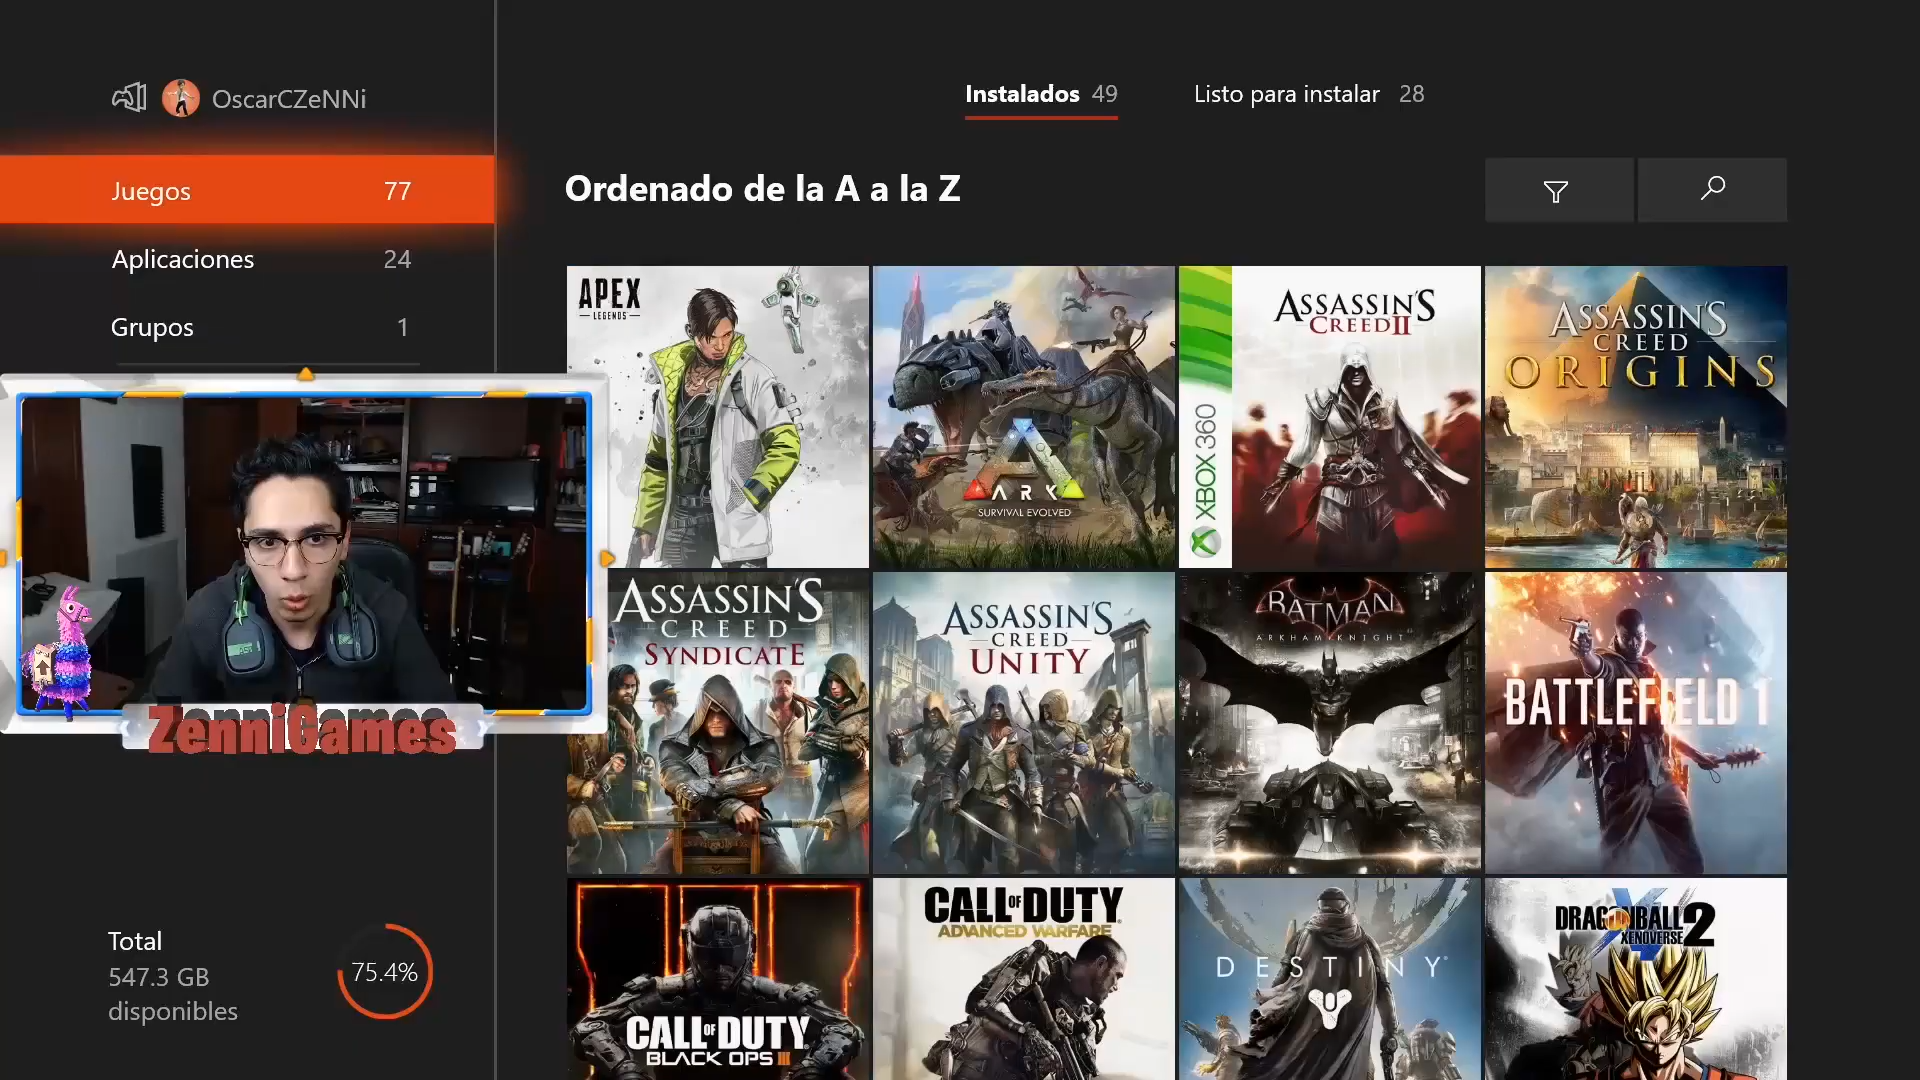 OscarCZeNNi
Juegos 77
Aplicaciones 24
Grupos 1
ZenniGames
Total
547.3 GB
disponibles
75.4%
Instalados 49
Listo para instalar 28
Ordenado de la A a la Z
APEX
LEGENDS
ARK
SURVIVAL EVOLVED
XBOX 360
ASSASSIN'S
CREED II
ASSASSIN'S
CREED
ORIGINS
ASSASSIN'S
CREED
SYNDICATE
ASSASSIN'S
CREED
UNITY
BATMAN
ARKHAM KNIGHT
BATTLEFIELD 1
CALL OF DUTY
BLACK OPS III
CALL OF DUTY
ADVANCED WARFARE
DESTINY
DRAGONBALL
XENOVERSE 2